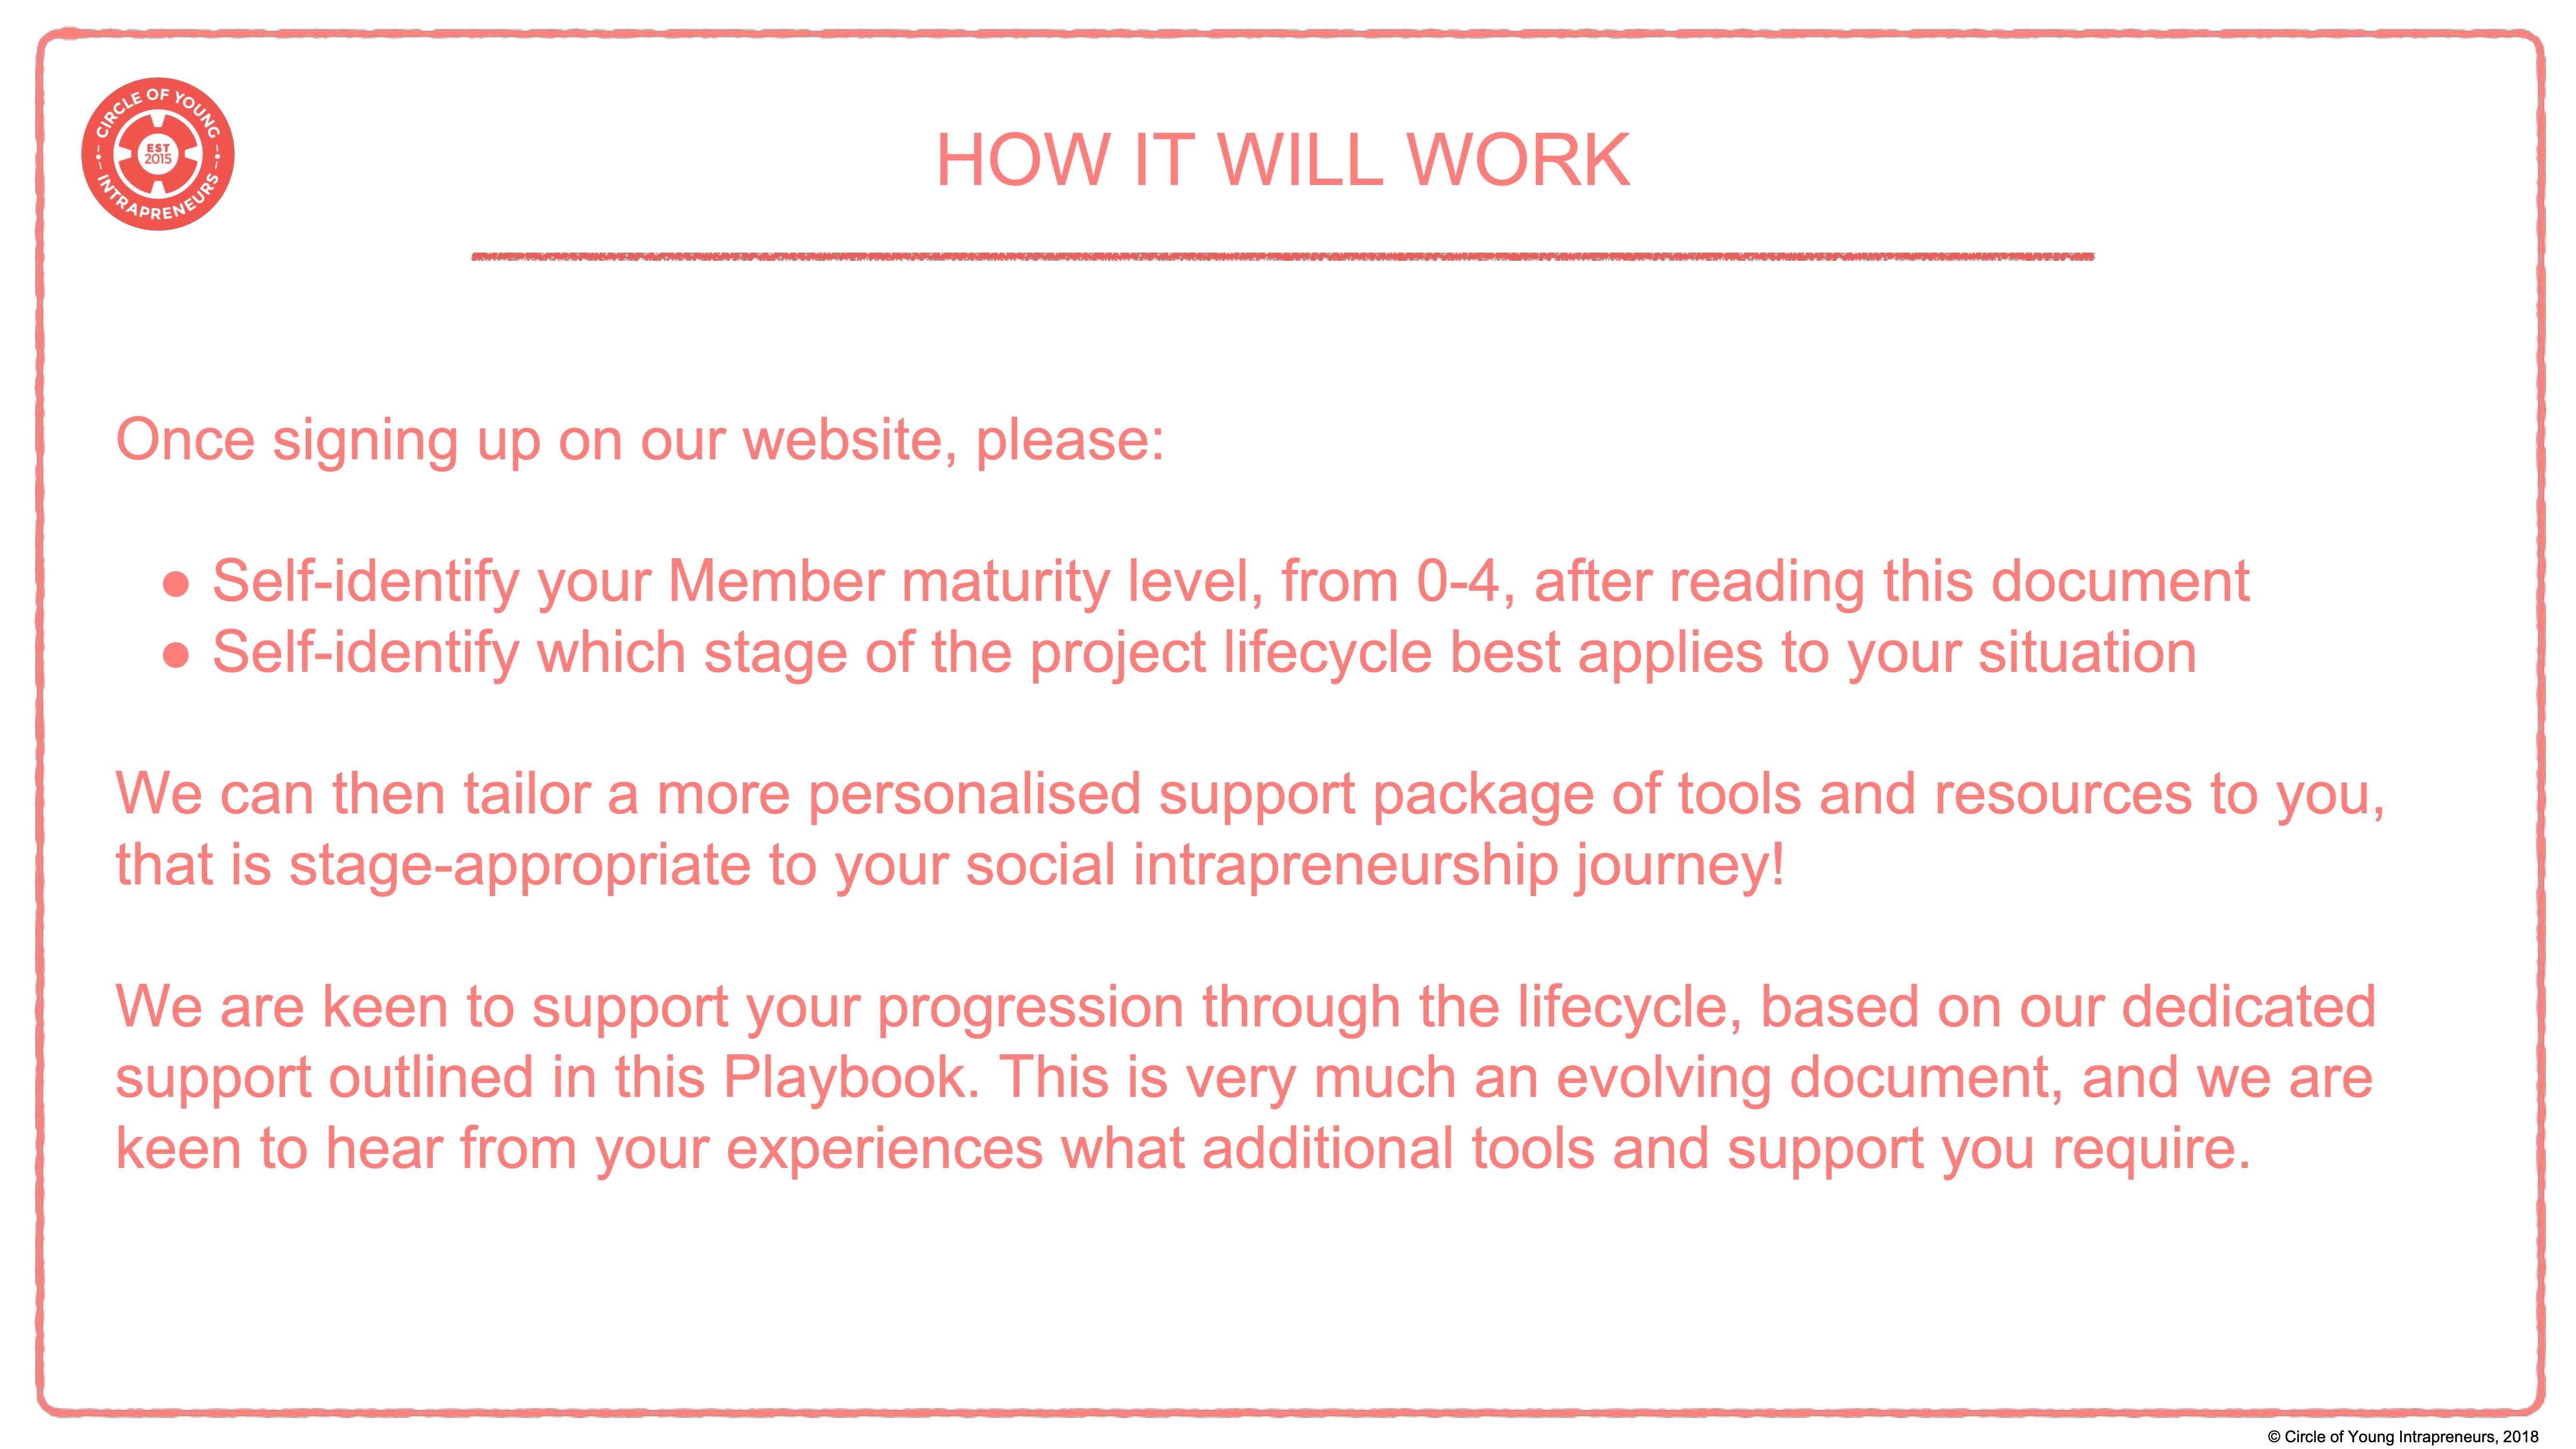 CIRCLE OF YOUNG
EST
2015
INTRAPRENEURS
HOW IT WILL WORK
Once signing up on our website, please:
● Self-identify your Member maturity level, from 0-4, after reading this document
● Self-identify which stage of the project lifecycle best applies to your situation
We can then tailor a more personalised support package of tools and resources to you,
that is stage-appropriate to your social intrapreneurship journey!
We are keen to support your progression through the lifecycle, based on our dedicated
support outlined in this Playbook. This is very much an evolving document, and we are
keen to hear from your experiences what additional tools and support you require.
© Circle of Young Intrapreneurs, 2018